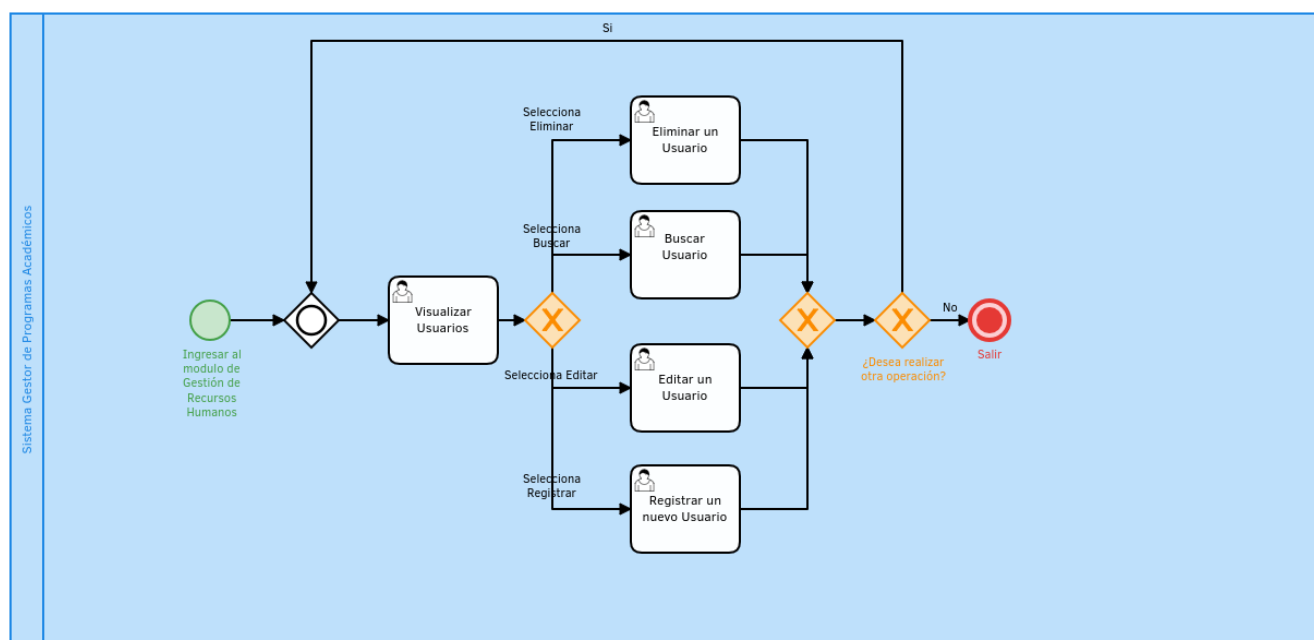 Si
Sistema Gestor de Programas Académicos
Selecciona
Eliminar
Eliminar un
Usuario
Selecciona
Buscar
Buscar
Usuario
Visualizar
Usuarios
Ingresar al
modulo de
Gestión de
Recursos
Humanos
Selecciona Editar
Editar un
Usuario
Selecciona
Registrar
Registrar un
nuevo Usuario
¿Desea realizar
otra operación?
No
Salir